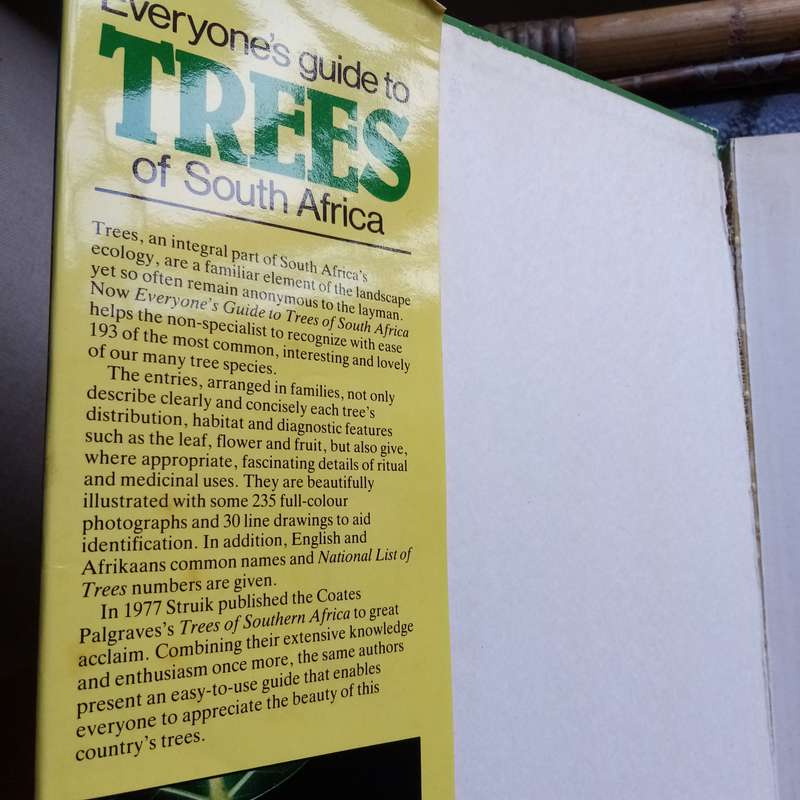 Everyone's guide to
TREES
of South Africa
Trees, an integral part of South Africa's
ecology, are a familiar element of the landscape
yet so often remain anonymous to the layman.
Now Everyone's Guide to Trees of South Africa
helps the non-specialist to recognize with ease
193 of the most common, interesting and lovely
of our many tree species.
The entries, arranged in families, not only
describe clearly and concisely each tree's
distribution, habitat and diagnostic features
such as the leaf, flower and fruit, but also give,
where appropriate, fascinating details of ritual
and medicinal uses. They are beautifully
illustrated with some 235 full-colour
photographs and 30 line drawings to aid
identification. In addition, English and
Afrikaans common names and National List of
Trees numbers are given.
In 1977 Struik published the Coates
Palgraves's Trees of Southern Africa to great
acclaim. Combining their extensive knowledge
and enthusiasm once more, the same authors
present an easy-to-use guide that enables
everyone to appreciate the beauty of this
country's trees.